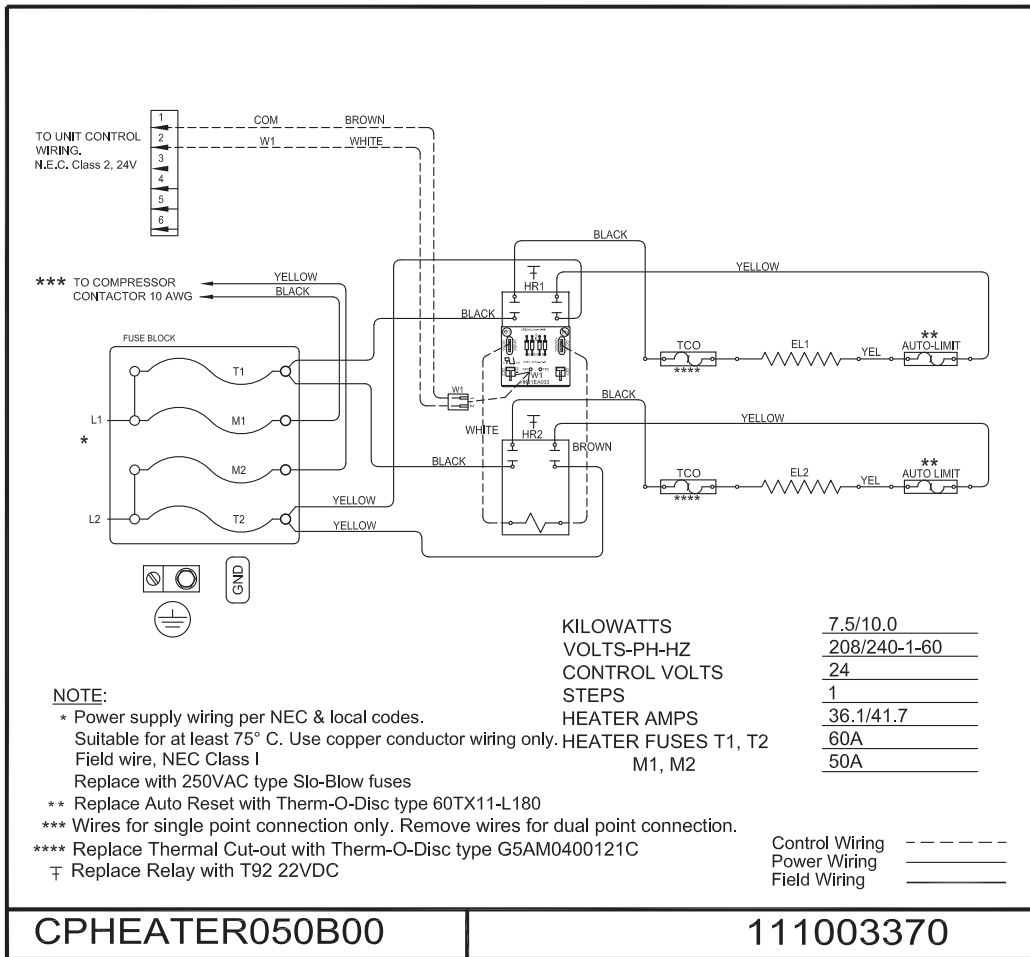 1
COM BROWN
TO UNIT CONTROL
WIRING.
N.E.C. Class 2, 24V
2
W1 WHITE
3
4
5
6
BLACK
YELLOW
*** TO COMPRESSOR
CONTACTOR 10 AWG
YELLOW
BLACK
HR1
BLACK
FUSE BLOCK
T1
TCO
****
EL1
YEL
**
AUTO-LIMIT
W1
HR81EA033
W1
BLACK
L1
*
M1
WHITE
HR2
BROWN
YELLOW
BLACK
M2
TCO
****
EL2
YEL
**
AUTO LIMIT
YELLOW
L2
T2
YELLOW
GND
KILOWATTS 7.5/10.0
VOLTS-PH-HZ 208/240-1-60
CONTROL VOLTS 24
STEPS 1
HEATER AMPS 36.1/41.7
HEATER FUSES T1, T2 60A
M1, M2 50A
NOTE:
* Power supply wiring per NEC & local codes.
Suitable for at least 75° C. Use copper conductor wiring only.
Field wire, NEC Class I
Replace with 250VAC type Slo-Blow fuses
** Replace Auto Reset with Therm-O-Disc type 60TX11-L180
*** Wires for single point connection only. Remove wires for dual point connection.
**** Replace Thermal Cut-out with Therm-O-Disc type G5AM0400121C
Replace Relay with T92 22VDC
Control Wiring
Power Wiring
Field Wiring
CPHEATER050B00
111003370